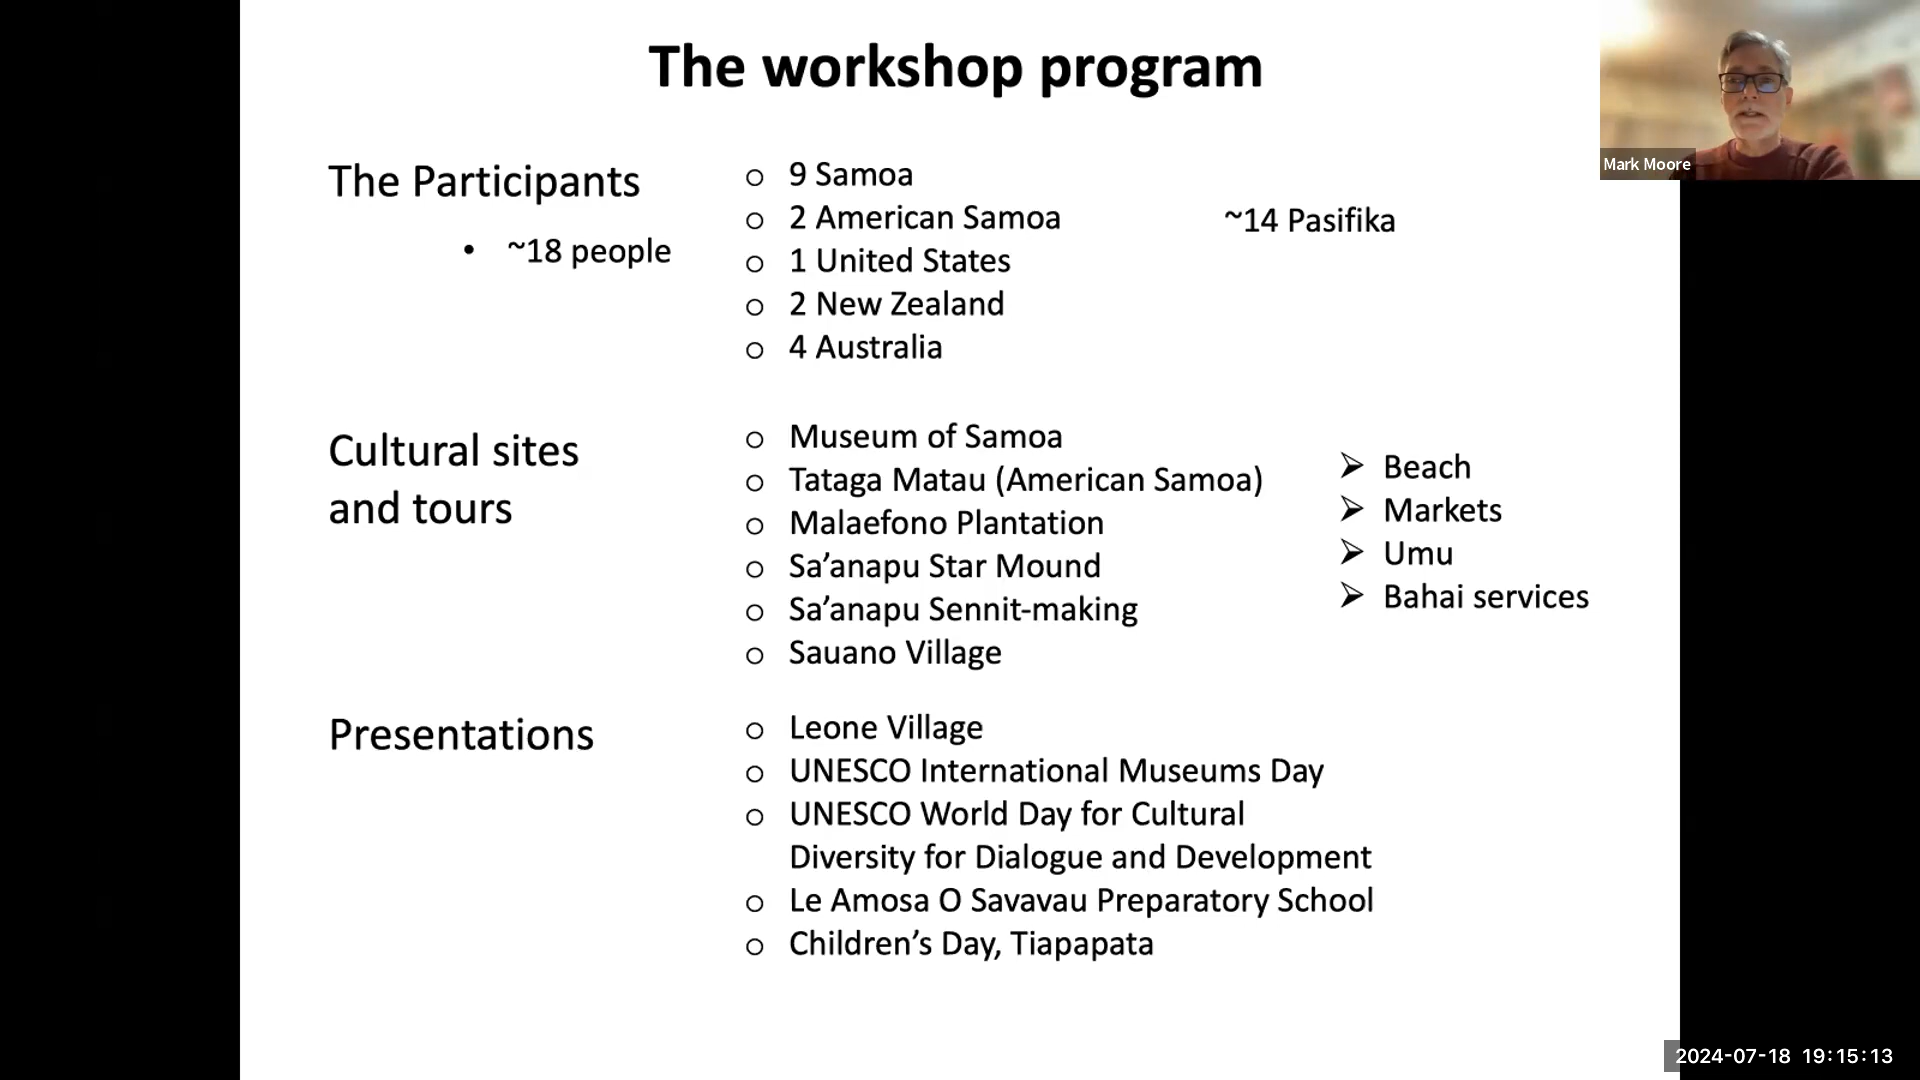 The workshop program
The Participants
• ~18 people
o 9 Samoa
o 2 American Samoa
o 1 United States
o 2 New Zealand
o 4 Australia
~14 Pasifika
Cultural sites
and tours
o Museum of Samoa
o Tataga Matau (American Samoa)
o Malaefono Plantation
o Sa’anapu Star Mound
o Sa’anapu Sennit-making
o Sauano Village
➢ Beach
➢ Markets
➢ Umu
➢ Bahai services
Presentations
o Leone Village
o UNESCO International Museums Day
o UNESCO World Day for Cultural
Diversity for Dialogue and Development
o Le Amosa O Savavau Preparatory School
o Children’s Day, Tiapapata
Mark Moore
2024-07-18 19:15:13